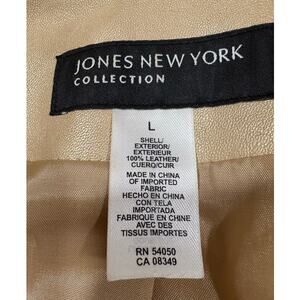 JONES NEW YORK
COLLECTION
L
SHELL/
EXTERIOR/
EXTERIEUR
100% LEATHER/
CUERO/CUIR
MADE IN CHINA
OF IMPORTED
FABRIC
HECHO EN CHINA
CON TELA
IMPORTADA
FABRIQUE EN CHINE
AVEC DES
TISSUS IMPORTES
RN 54050
CA 08349